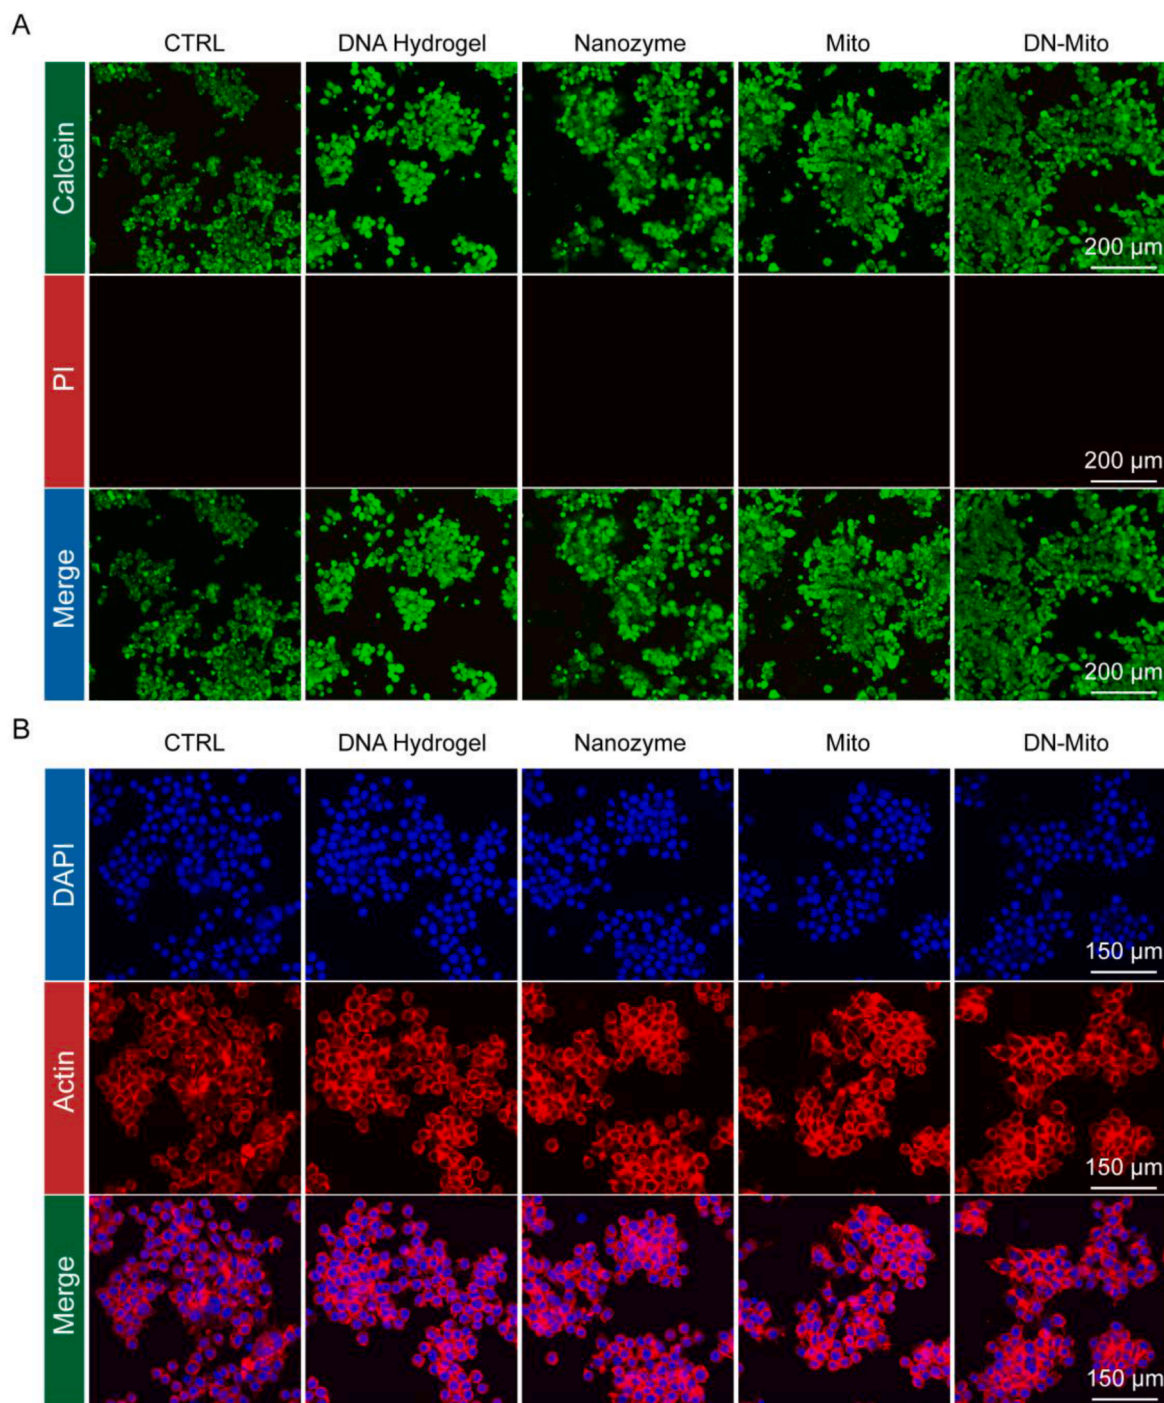 A
CTRL DNA Hydrogel Nanozyme Mito DN-Mito
Calcein
200 µm
PI
200 µm
Merge
200 µm
B
CTRL DNA Hydrogel Nanozyme Mito DN-Mito
DAPI
150 µm
Actin
150 µm
Merge
150 µm